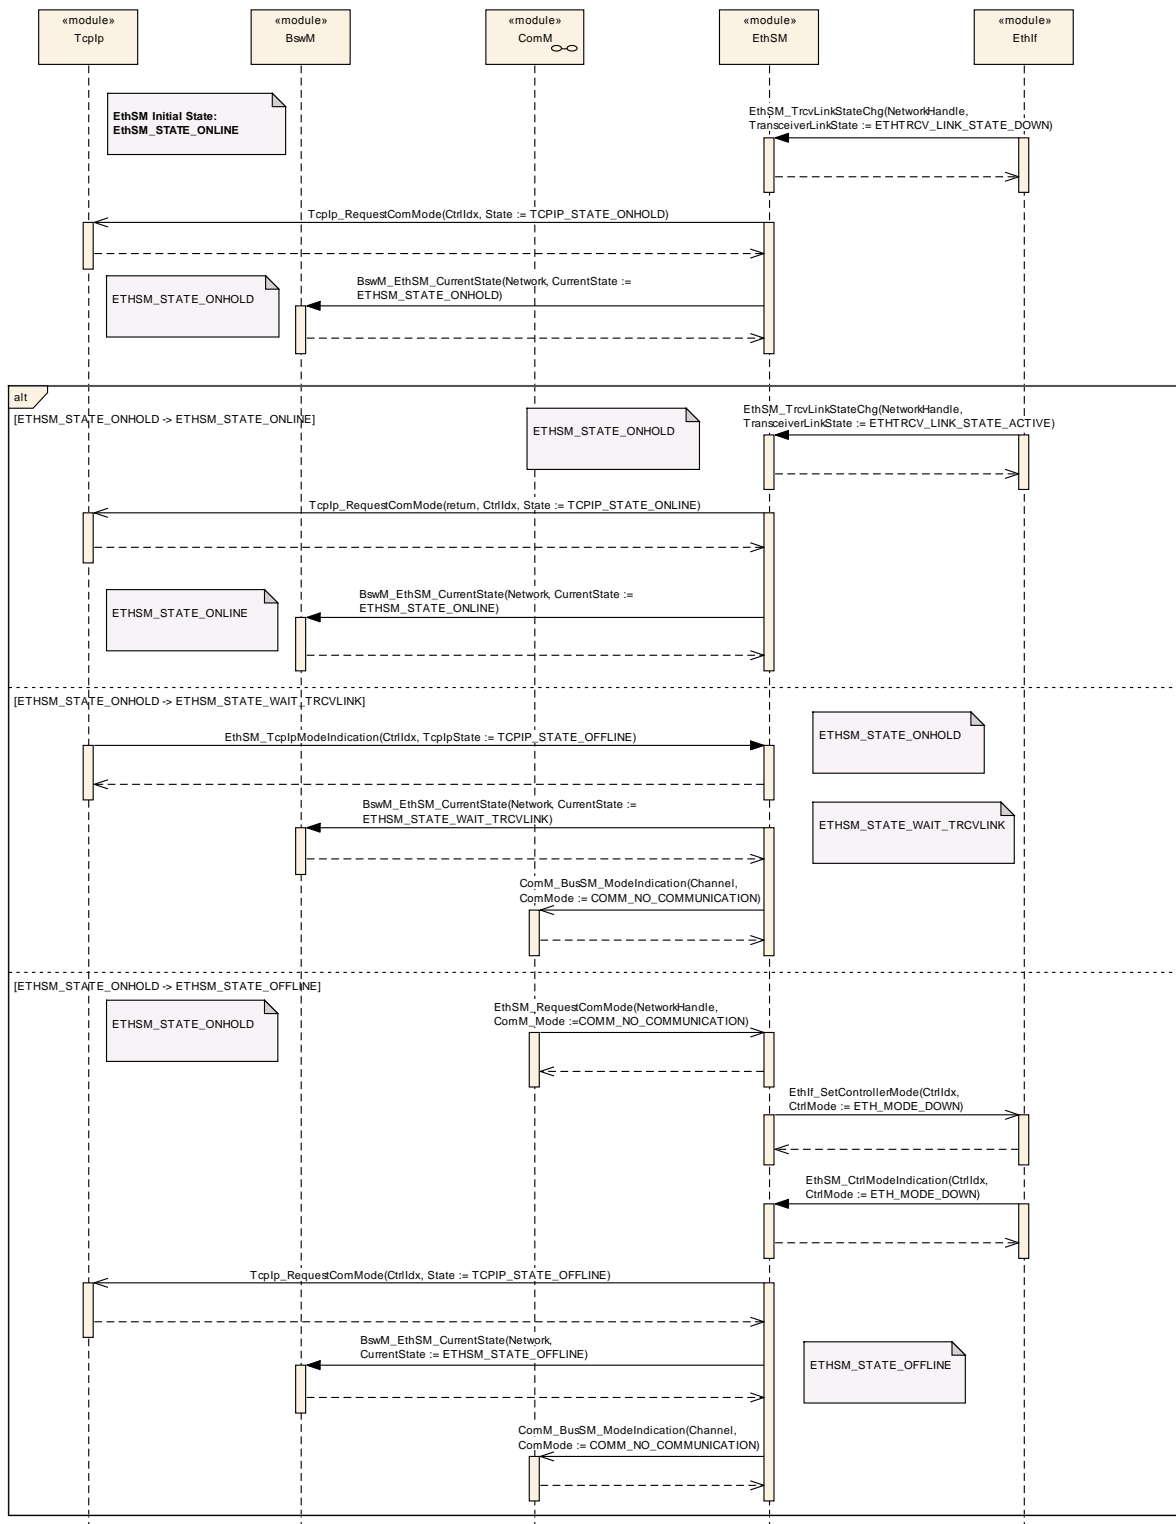 «module»
TcpIp
«module»
BswM
«module»
ComM
«module»
EthSM
«module»
EthIf
EthSM Initial State:
EthSM_STATE_ONLINE
EthSM_TrcvLinkStateChg(NetworkHandle,
TransceiverLinkState := ETHTRCV_LINK_STATE_DOWN)
TcpIp_RequestComMode(CtrlIdx, State := TCPIP_STATE_ONHOLD)
ETHSM_STATE_ONHOLD
BswM_EthSM_CurrentState(Network, CurrentState :=
ETHSM_STATE_ONHOLD)
alt
[ETHSM_STATE_ONHOLD -> ETHSM_STATE_ONLINE]
ETHSM_STATE_ONHOLD
EthSM_TrcvLinkStateChg(NetworkHandle,
TransceiverLinkState := ETHTRCV_LINK_STATE_ACTIVE)
TcpIp_RequestComMode(return, CtrlIdx, State := TCPIP_STATE_ONLINE)
ETHSM_STATE_ONLINE
BswM_EthSM_CurrentState(Network, CurrentState :=
ETHSM_STATE_ONLINE)
[ETHSM_STATE_ONHOLD -> ETHSM_STATE_WAIT_TRCVLINK]
EthSM_TcpIpModeIndication(CtrlIdx, TcpIpState := TCPIP_STATE_OFFLINE)
ETHSM_STATE_ONHOLD
BswM_EthSM_CurrentState(Network, CurrentState :=
ETHSM_STATE_WAIT_TRCVLINK)
ETHSM_STATE_WAIT_TRCVLINK
ComM_BusSM_ModeIndication(Channel,
ComMode := COMM_NO_COMMUNICATION)
[ETHSM_STATE_ONHOLD -> ETHSM_STATE_OFFLINE]
ETHSM_STATE_ONHOLD
EthSM_RequestComMode(NetworkHandle,
ComM_Mode :=COMM_NO_COMMUNICATION)
EthIf_SetControllerMode(CtrlIdx,
CtrlMode := ETH_MODE_DOWN)
EthSM_CtrlModeIndication(CtrlIdx,
CtrlMode := ETH_MODE_DOWN)
TcpIp_RequestComMode(CtrlIdx, State := TCPIP_STATE_OFFLINE)
BswM_EthSM_CurrentState(Network,
CurrentState := ETHSM_STATE_OFFLINE)
ETHSM_STATE_OFFLINE
ComM_BusSM_ModeIndication(Channel,
ComMode := COMM_NO_COMMUNICATION)